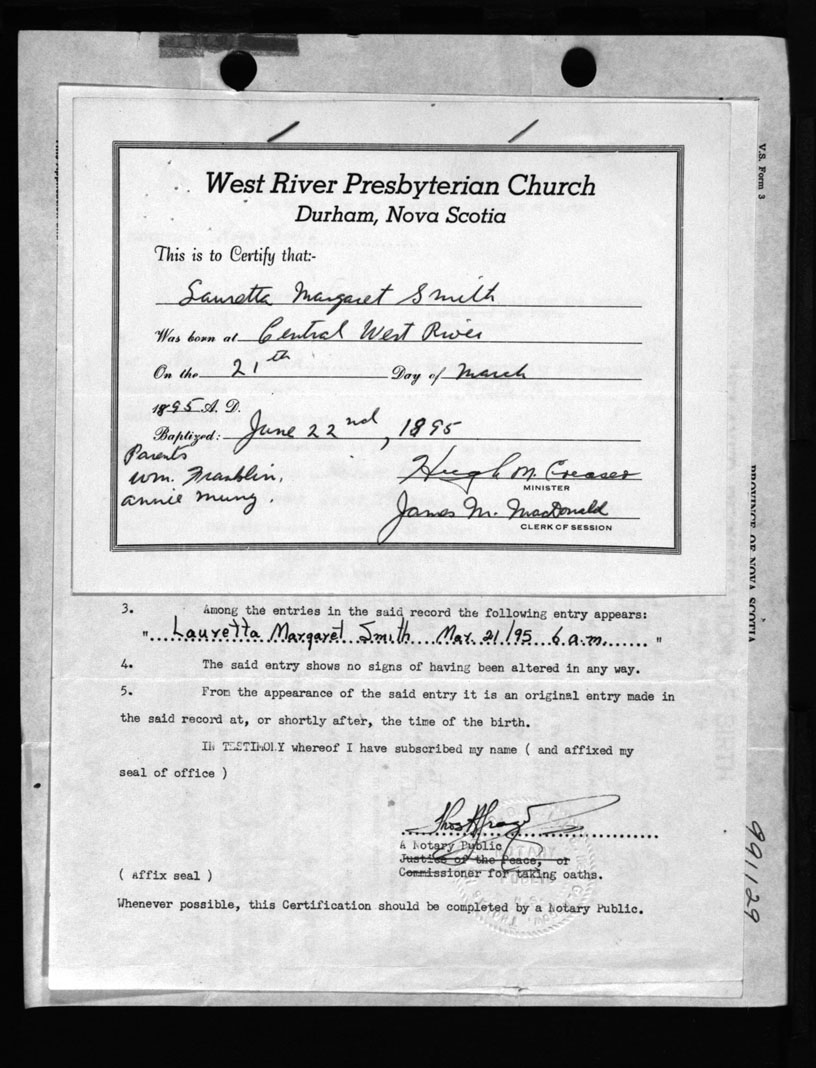 West River Presbyterian Church
Durham, Nova Scotia
This is to Certify that:-
Lauretta Margaret Smith
Was born at Central West River
On the 21th Day of March
1895 A. D.
Baptized: June 22nd, 1895
Parents
Wm. Franklin,
Annie Muny.
Hugh M. Creaser
MINISTER
James M. MacDonald
CLERK OF SESSION
V.S. Form 3
PROVINCE OF NOVA SCOTIA
3. Among the entries in the said record the following entry appears:
"..Lauretta Margaret Smith....Mar. 21/95...6.a.m....... "
4. The said entry shows no signs of having been altered in any way.
5. From the appearance of the said entry it is an original entry made in
the said record at, or shortly after, the time of the birth.
IN TESTIMONY whereof I have subscribed my name ( and affixed my
seal of office )
A Notary Public
Justice of the Peace, or
Commissioner for taking oaths.
( Affix seal )
Whenever possible, this Certification should be completed by a Notary Public.
991129